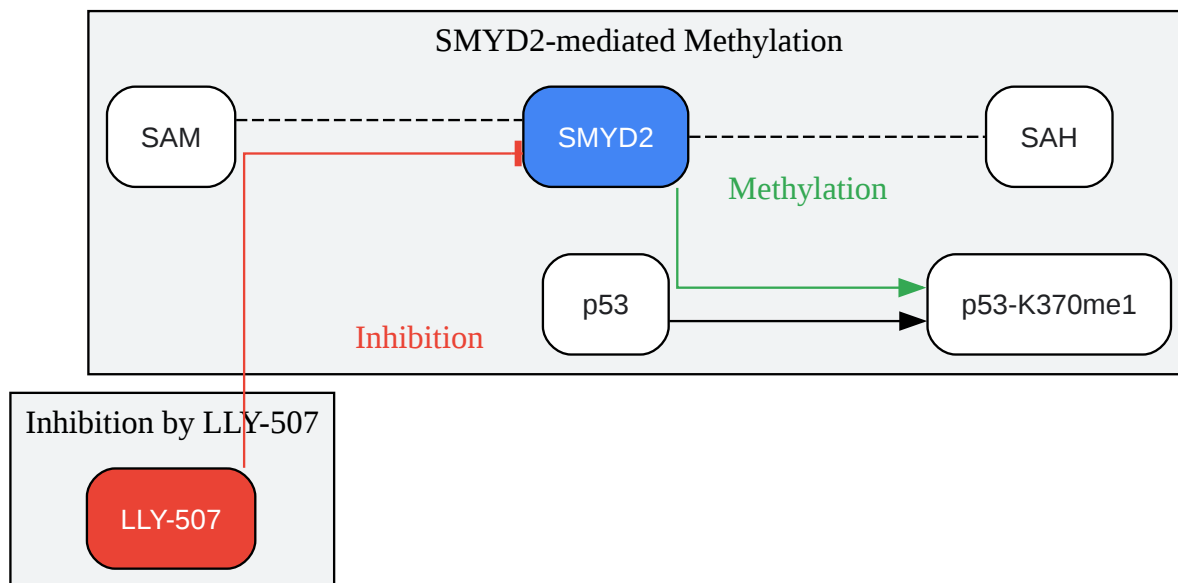 SMYD2-mediated Methylation
SAM
SMYD2
SAH
Methylation
p53
p53-K370me1
Inhibition
Inhibition by LLY-507
LLY-507